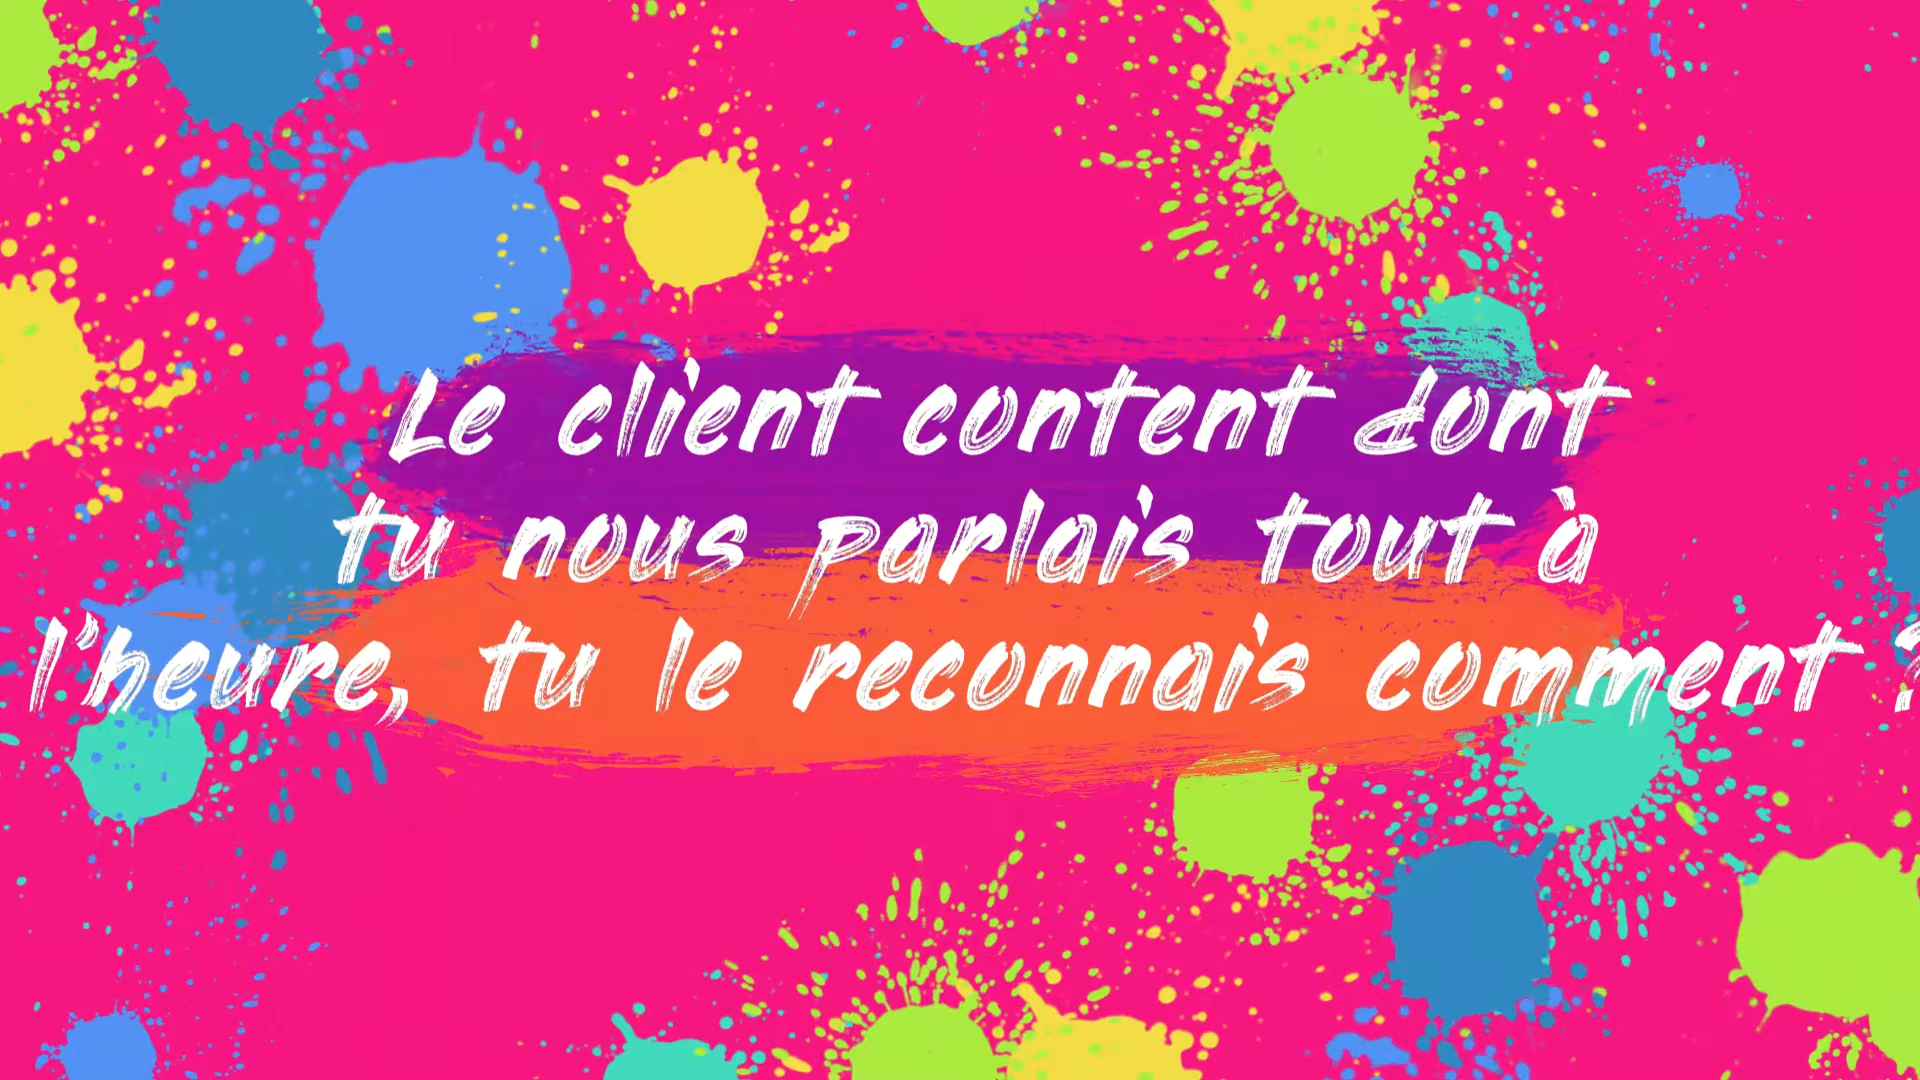 Le client content dont
tu nous parlais tout à
l'heure, tu le reconnais comment ?